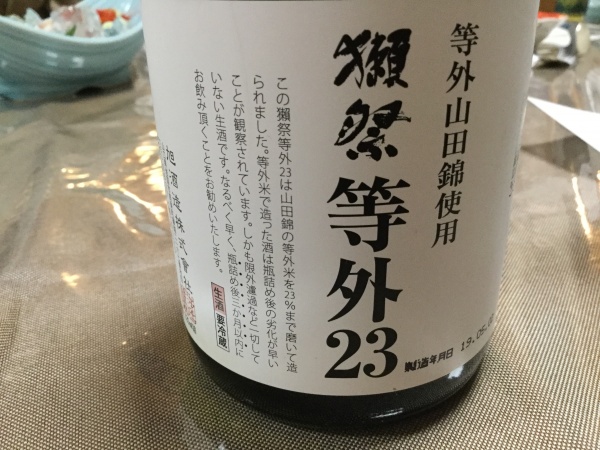 等外山田錦使用
獺祭等外23
この獺祭等外23は山田錦の等外米を23%まで磨いて造
られました。等外米で造った酒は瓶詰め後の劣化が早い
ことが観察されています。しかも限外濾過など一切して
いない生酒です。なるべく早く、瓶詰め後三か月以内に
お飲み頂くことをお勧めいたします。
生酒 要冷蔵
旭酒造株式會社
製造年月日 19.05.